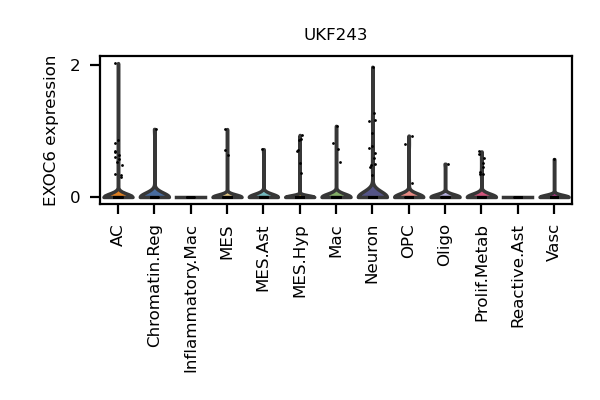 UKF243
EXOC6 expression
2
0
AC
Chromatin.Reg
Inflammatory.Mac
MES
MES.Ast
MES.Hyp
Mac
Neuron
OPC
Oligo
Prolif.Metab
Reactive.Ast
Vasc